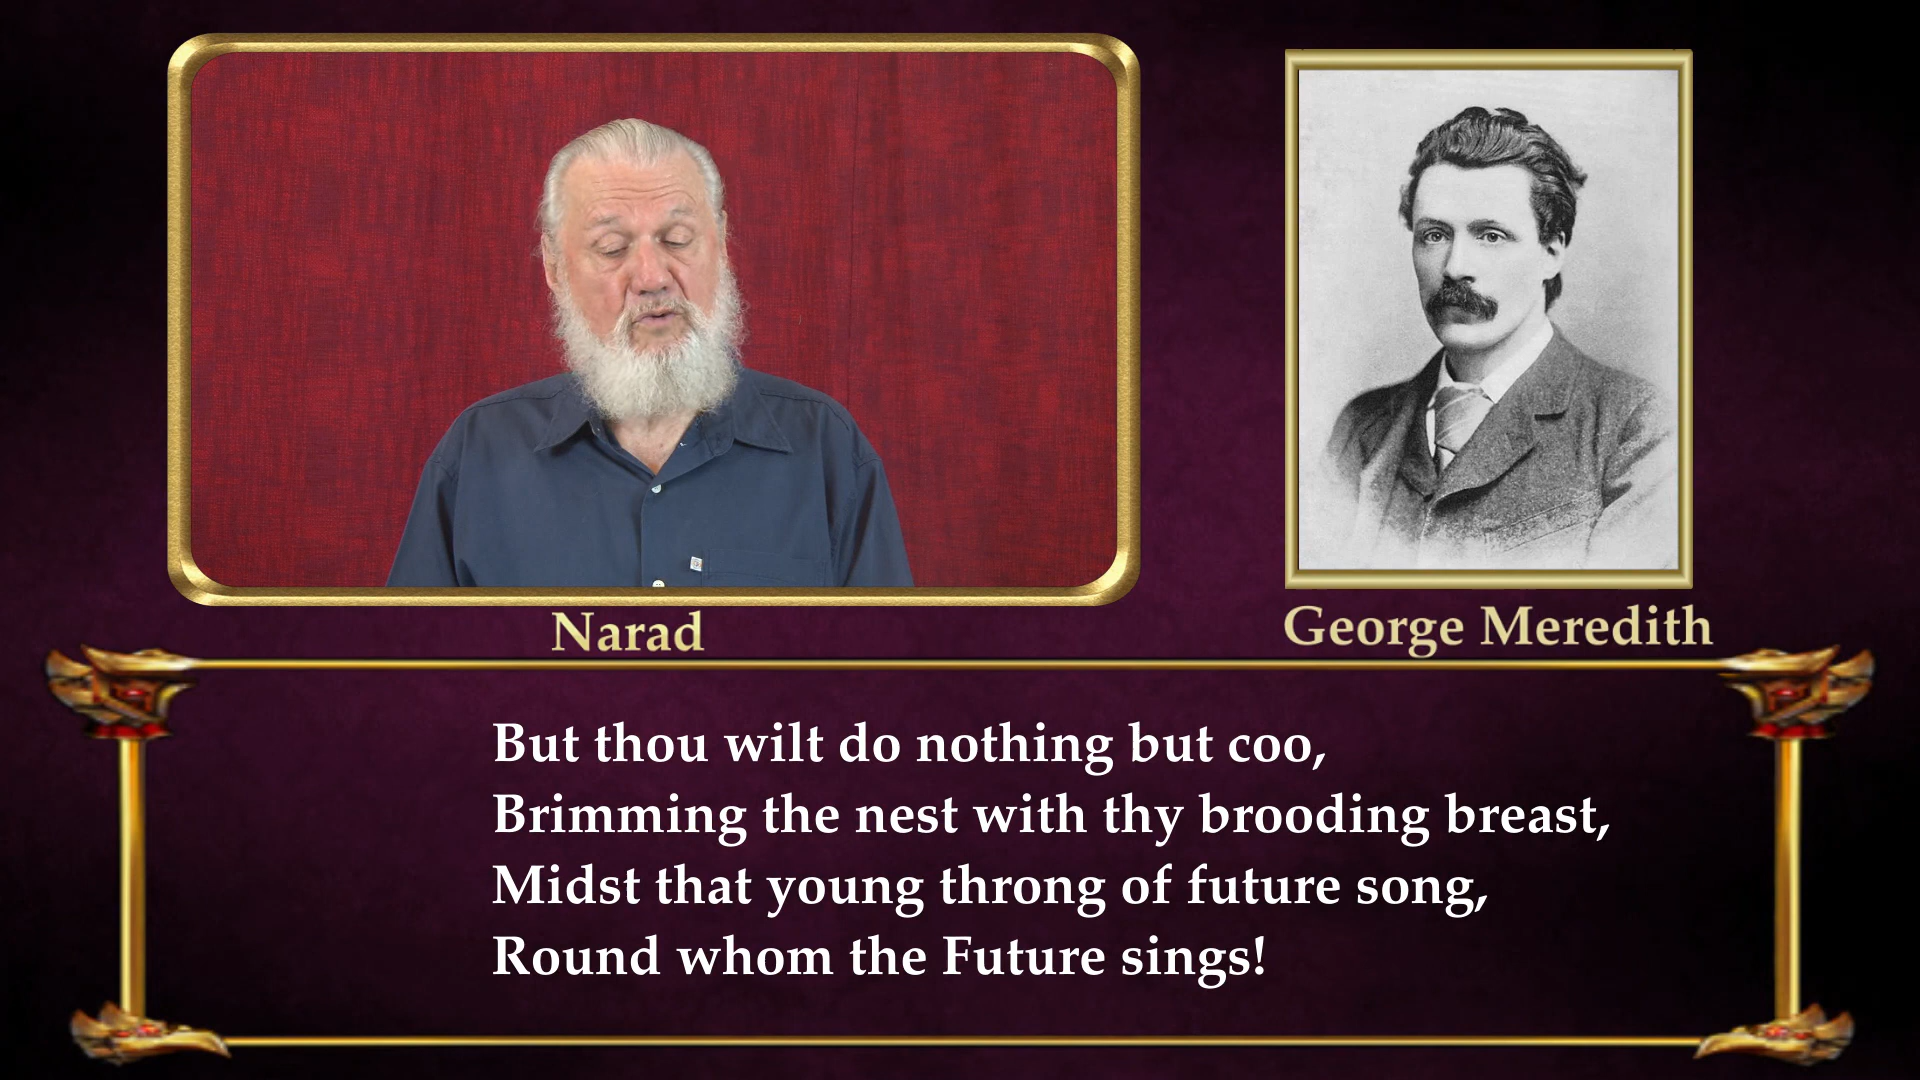 Narad
George Meredith
But thou wilt do nothing but coo,
Brimming the nest with thy brooding breast,
Midst that young throng of future song,
Round whom the Future sings!